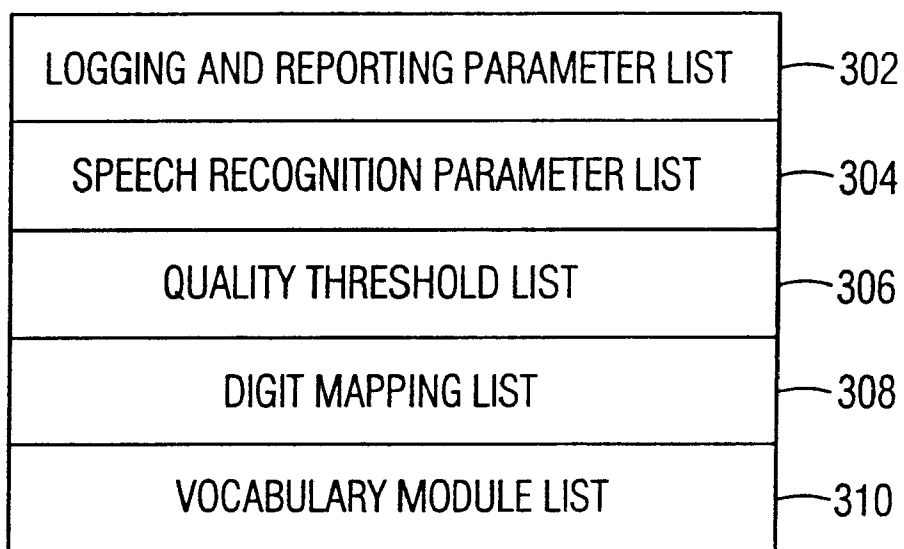 LOGGING AND REPORTING PARAMETER LIST 302
SPEECH RECOGNITION PARAMETER LIST 304
QUALITY THRESHOLD LIST 306
DIGIT MAPPING LIST 308
VOCABULARY MODULE LIST 310